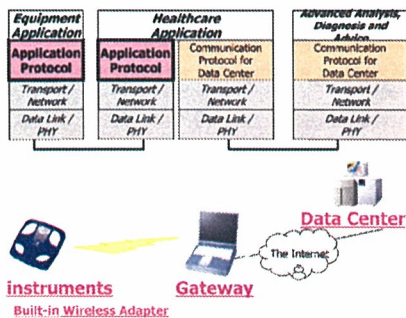 Equipment
Application
Healthcare
Application
Advanced Analysis,
Diagnosis and
Advice
Application
Protocol
Application
Protocol
Communication
Protocol for
Data Center
Communication
Protocol for
Data Center
Transport /
Network
Transport /
Network
Transport /
Network
Transport /
Network
Data Link /
PHY
Data Link /
PHY
Data Link /
PHY
Data Link /
PHY
Data Center
The Internet
instruments
Gateway
Built-in Wireless Adapter